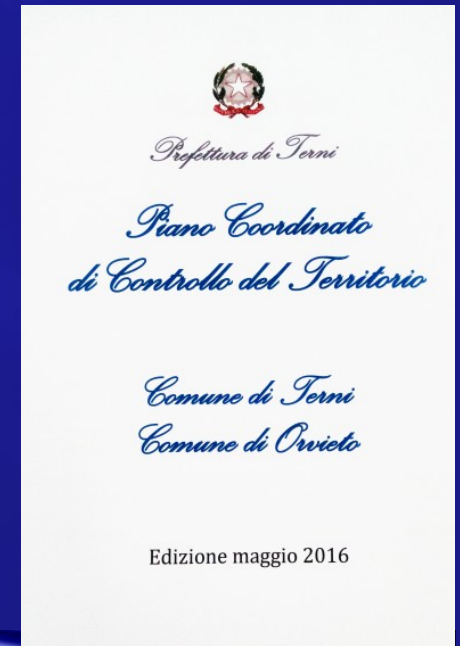 Prefettura di Terni
Piano Coordinato
di Controllo del Territorio
Comune di Terni
Comune di Orvieto
Edizione maggio 2016